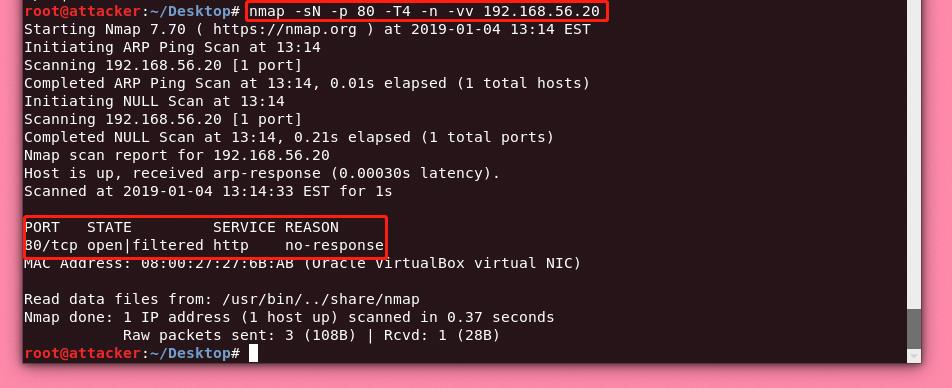 root@attacker:~/Desktop# nmap -sN -p 80 -T4 -n -vv 192.168.56.20
Starting Nmap 7.70 ( https://nmap.org ) at 2019-01-04 13:14 EST
Initiating ARP Ping Scan at 13:14
Scanning 192.168.56.20 [1 port]
Completed ARP Ping Scan at 13:14, 0.01s elapsed (1 total hosts)
Initiating NULL Scan at 13:14
Scanning 192.168.56.20 [1 port]
Completed NULL Scan at 13:14, 0.21s elapsed (1 total ports)
Nmap scan report for 192.168.56.20
Host is up, received arp-response (0.00030s latency).
Scanned at 2019-01-04 13:14:33 EST for 1s
PORT   STATE         SERVICE REASON
80/tcp open|filtered http    no-response
MAC Address: 08:00:27:27:6B:AB (Oracle VirtualBox virtual NIC)
Read data files from: /usr/bin/../share/nmap
Nmap done: 1 IP address (1 host up) scanned in 0.37 seconds
           Raw packets sent: 3 (108B) | Rcvd: 1 (28B)
root@attacker:~/Desktop#